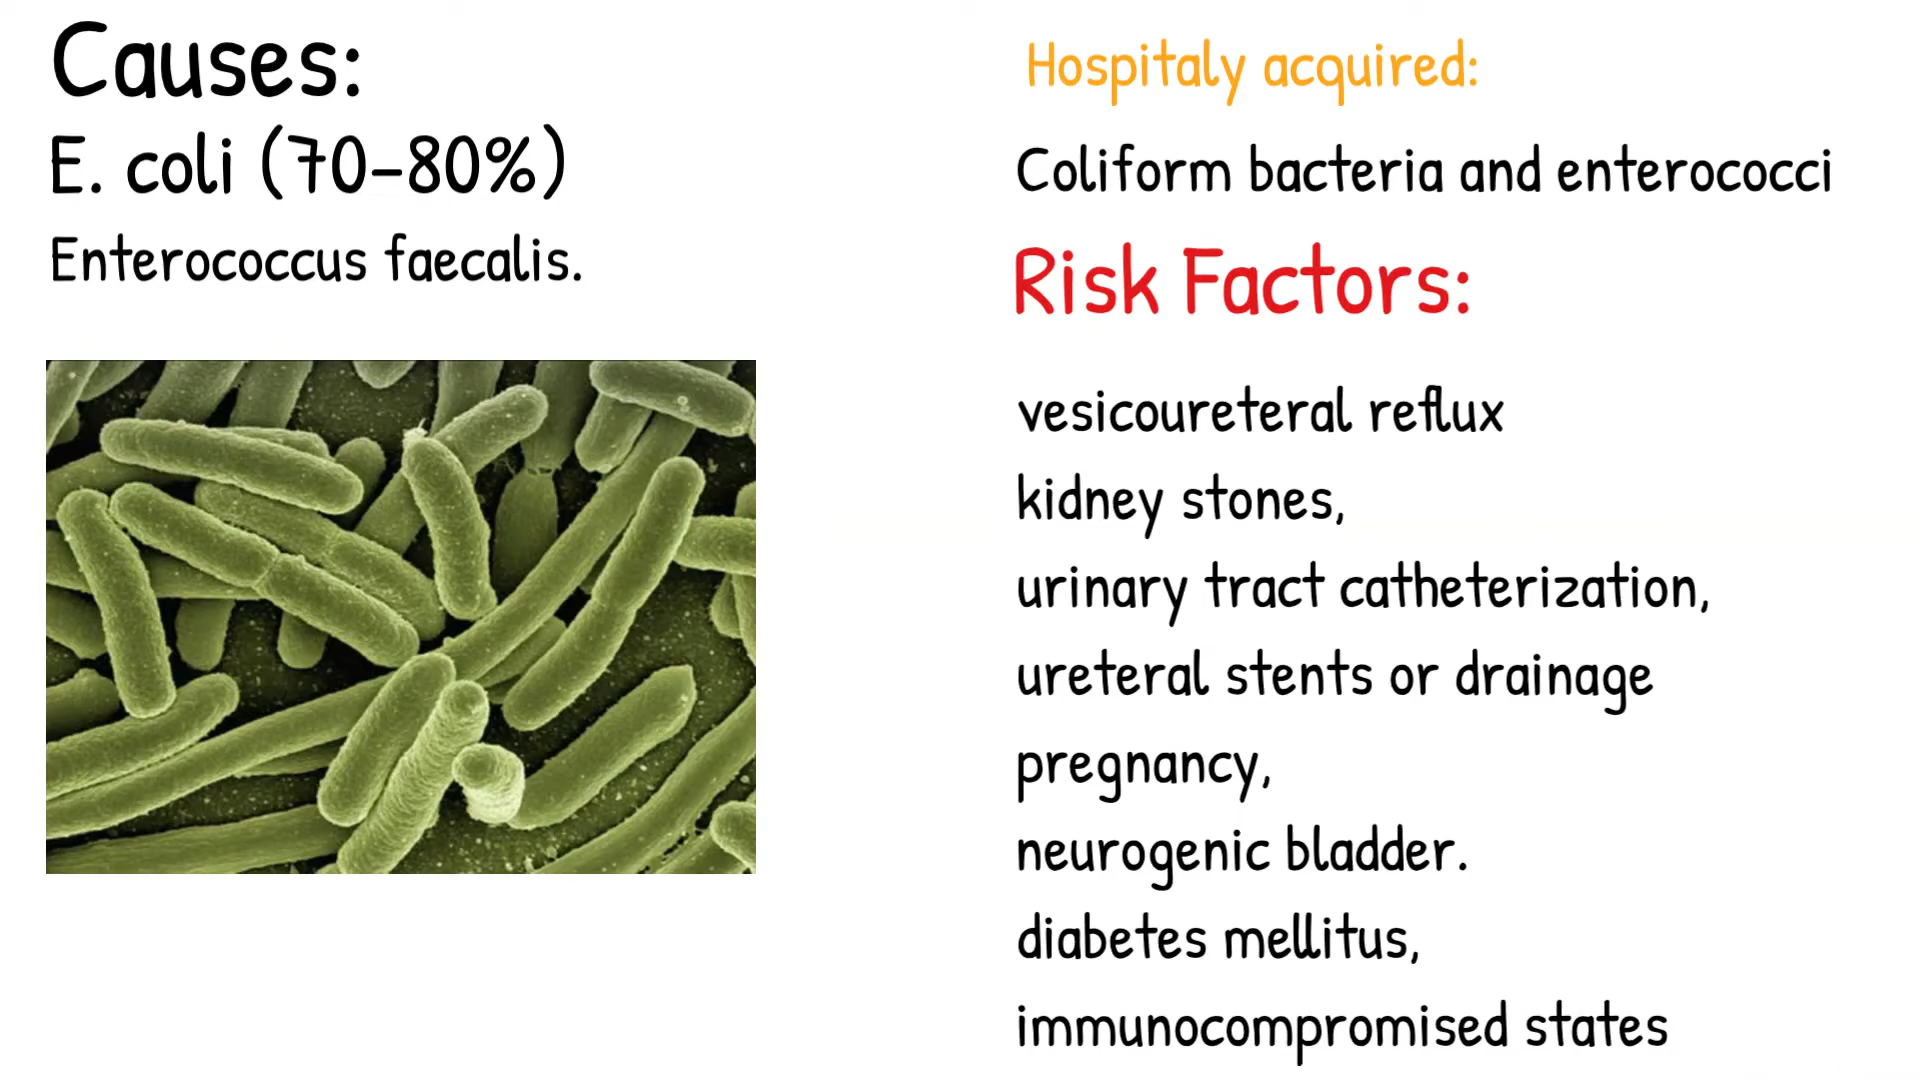 Causes:
E. coli (70-80%)
Enterococcus faecalis.
Hospitaly acquired:
Coliform bacteria and enterococci
Risk Factors:
vesicoureteral reflux
kidney stones,
urinary tract catheterization,
ureteral stents or drainage
pregnancy,
neurogenic bladder.
diabetes mellitus,
immunocompromised states